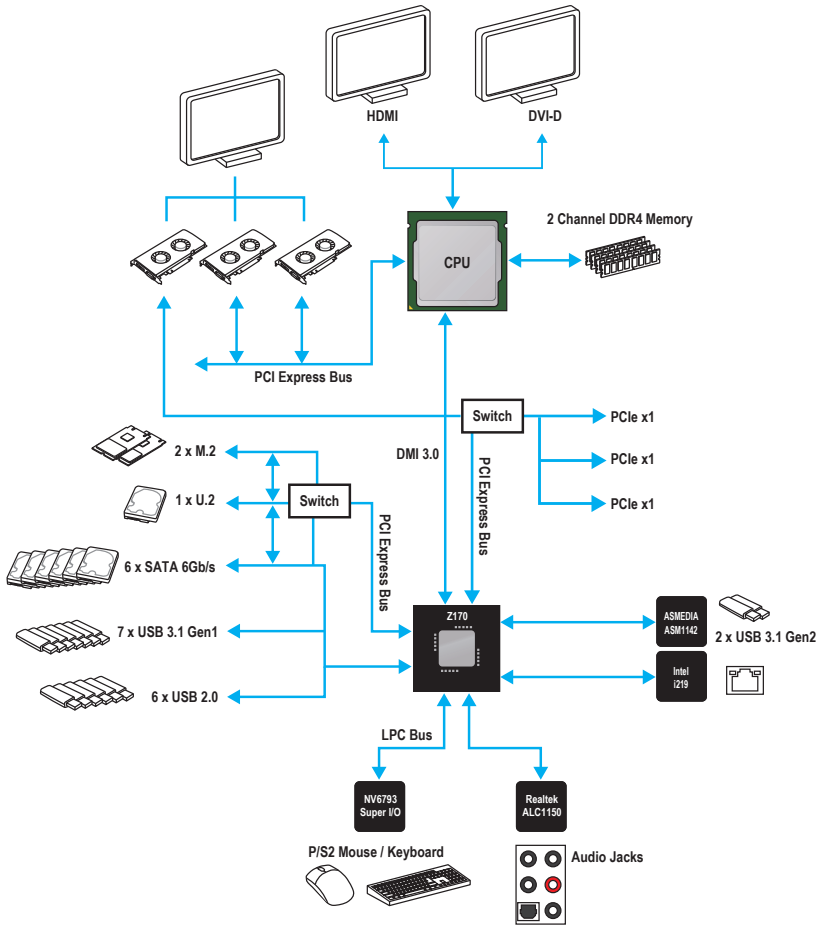 HDMI
DVI-D
2 Channel DDR4 Memory
CPU
PCI Express Bus
Switch
PCIe x1
2 x M.2
DMI 3.0
PCI Express Bus
PCIe x1
1 x U.2
Switch
PCI Express Bus
PCIe x1
6 x SATA 6Gb/s
Z170
ASMEDIA
ASM1142
7 x USB 3.1 Gen1
2 x USB 3.1 Gen2
Intel
i219
6 x USB 2.0
LPC Bus
NV6793
Super I/O
Realtek
ALC1150
P/S2 Mouse / Keyboard
Audio Jacks